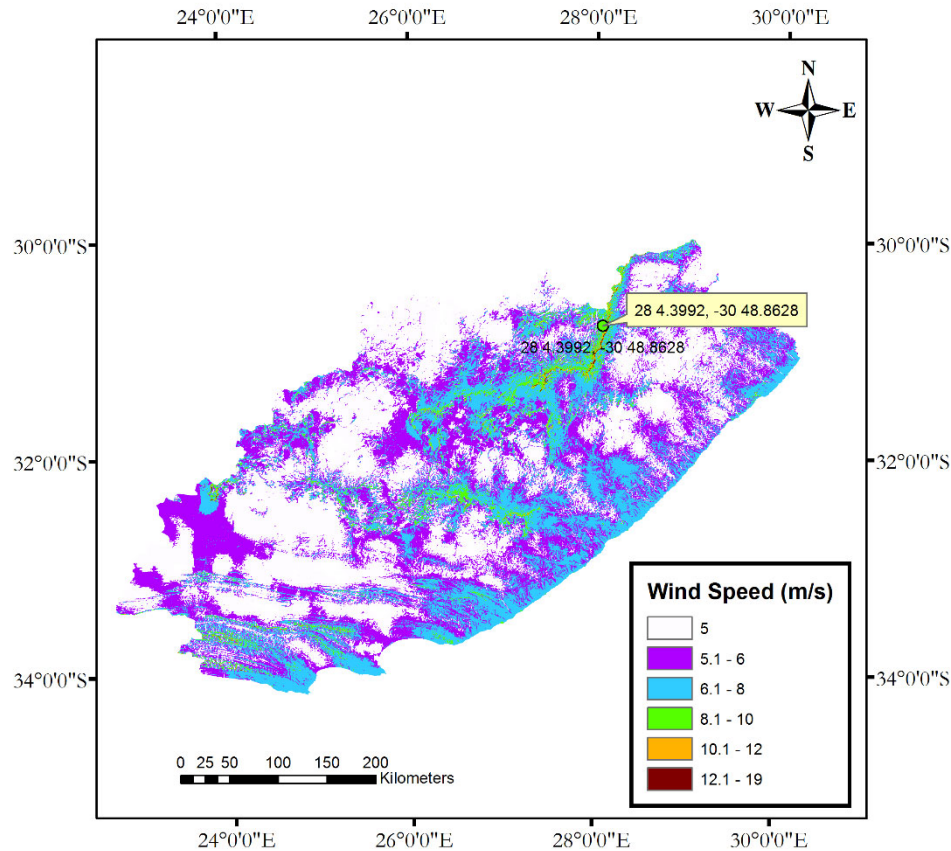 24°0'0"E 26°0'0"E 28°0'0"E 30°0'0"E
N
W E
S
30°0'0"S 30°0'0"S
28 4.3992, -30 48.8628
28 4.3992, -30 48.8628
32°0'0"S 32°0'0"S
34°0'0"S 34°0'0"S
Wind Speed (m/s)
5
5.1 - 6
6.1 - 8
8.1 - 10
10.1 - 12
12.1 - 19
0 25 50 100 150 200
Kilometers
24°0'0"E 26°0'0"E 28°0'0"E 30°0'0"E